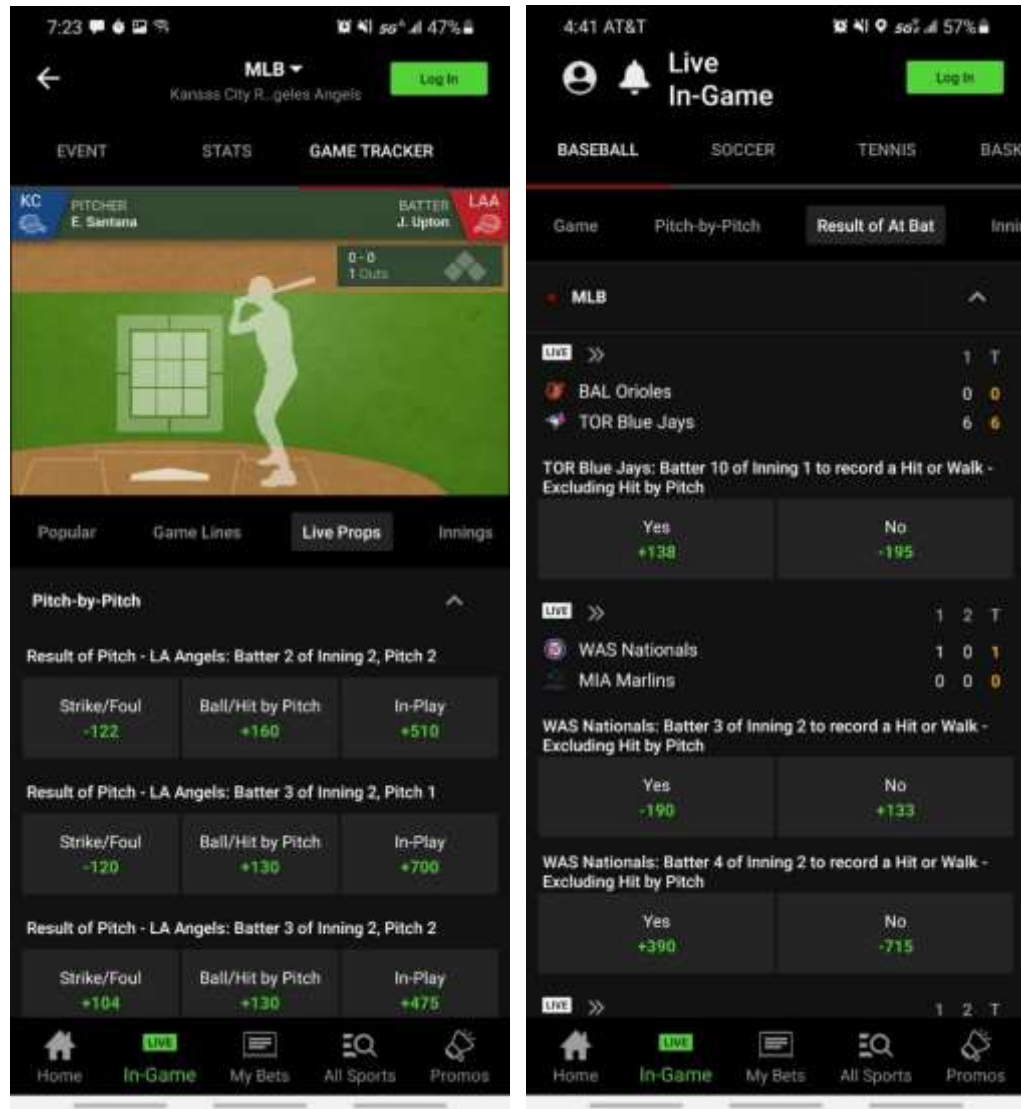 7:23
5G 47%
MLB
Kansas City R...geles Angels
Log In
EVENT STATS GAME TRACKER
KC PITCHER BATTER LAA
E. Santana J. Upton
0 - 0
1 Outs
Popular Game Lines Live Props Innings
Pitch-by-Pitch
Result of Pitch - LA Angels: Batter 2 of Inning 2, Pitch 2
Strike/Foul Ball/Hit by Pitch In-Play
-122 +160 +510
Result of Pitch - LA Angels: Batter 3 of Inning 2, Pitch 1
Strike/Foul Ball/Hit by Pitch In-Play
-120 +130 +700
Result of Pitch - LA Angels: Batter 3 of Inning 2, Pitch 2
Strike/Foul Ball/Hit by Pitch In-Play
+104 +130 +475
LIVE
Home In-Game My Bets All Sports Promos
4:41 AT&T 5G 57%
Live
In-Game
Log In
BASEBALL SOCCER TENNIS BASK
Game Pitch-by-Pitch Result of At Bat Innin
MLB
LIVE 1 T
BAL Orioles 0 0
TOR Blue Jays 6 6
TOR Blue Jays: Batter 10 of Inning 1 to record a Hit or Walk -
Excluding Hit by Pitch
Yes No
+138 -195
LIVE 1 2 T
WAS Nationals 1 0 1
MIA Marlins 0 0 0
WAS Nationals: Batter 3 of Inning 2 to record a Hit or Walk -
Excluding Hit by Pitch
Yes No
-190 +133
WAS Nationals: Batter 4 of Inning 2 to record a Hit or Walk -
Excluding Hit by Pitch
Yes No
+390 -715
LIVE 1 2 T
LIVE
Home In-Game My Bets All Sports Promos